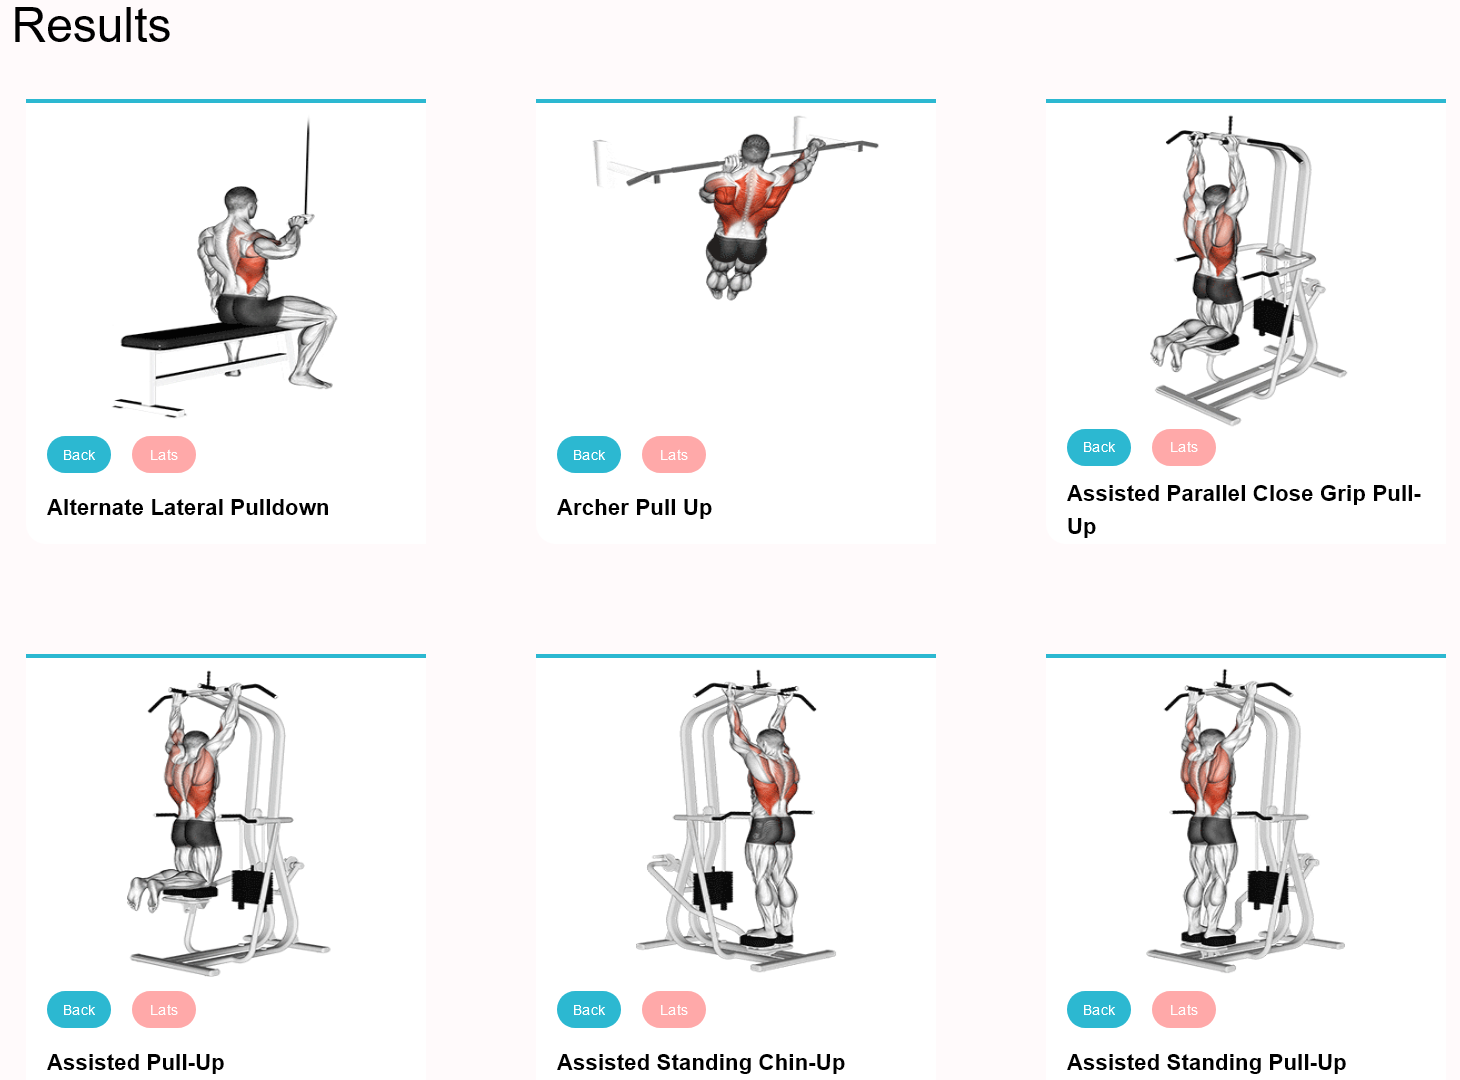 Results
Back Lats
Alternate Lateral Pulldown
Back Lats
Archer Pull Up
Back Lats
Assisted Parallel Close Grip Pull-
Up
Back Lats
Assisted Pull-Up
Back Lats
Assisted Standing Chin-Up
Back Lats
Assisted Standing Pull-Up